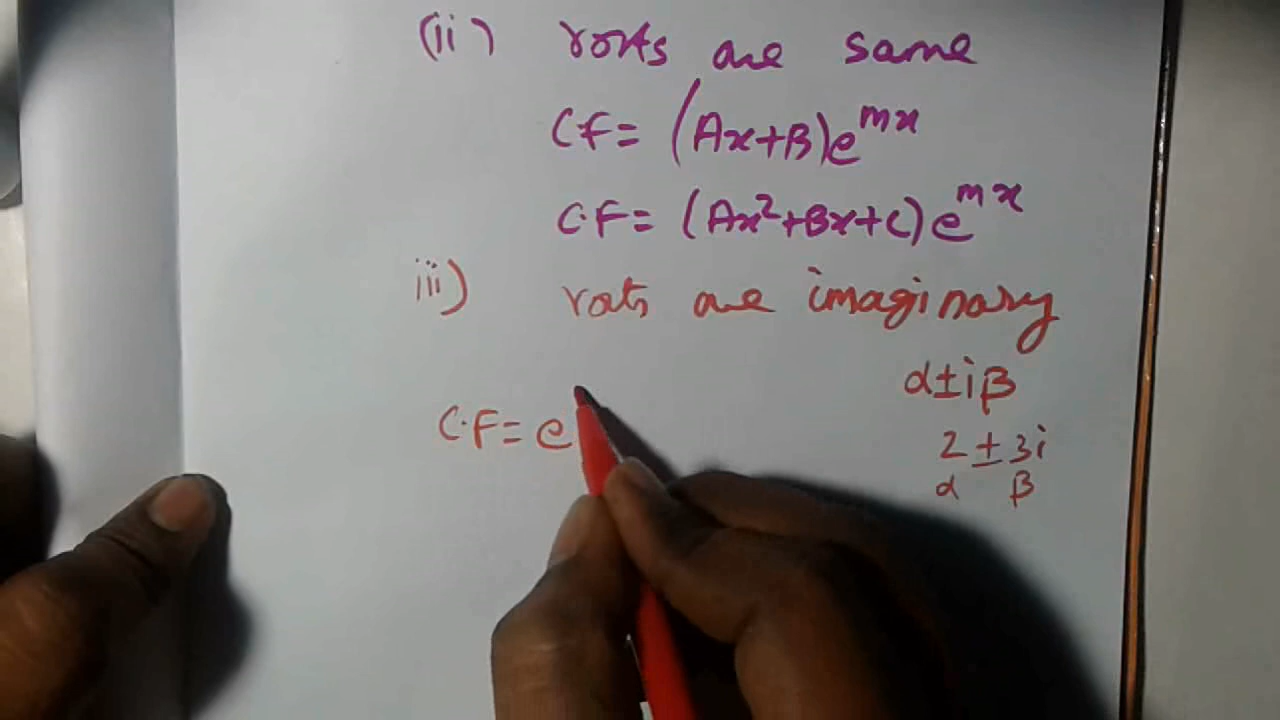 (ii) roots are same
C.F = (Ax+B)e^{mx}
C.F = (Ax²+Bx+C)e^{mx}
iii) roots are imaginary
α±iβ
C.F = e
2 ± 3i
α β